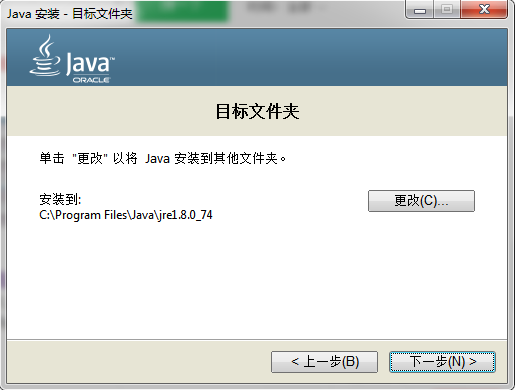 Java 安装 - 目标文件夹
Java™
ORACLE
目标文件夹
单击 "更改" 以将 Java 安装到其他文件夹。
安装到:
C:\Program Files\Java\jre1.8.0_74
更改(C)...
< 上一步(B)
下一步(N) >